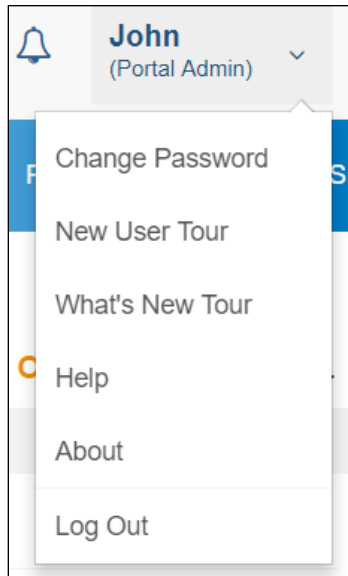 John
(Portal Admin)
Change Password
New User Tour
What's New Tour
Help
About
Log Out